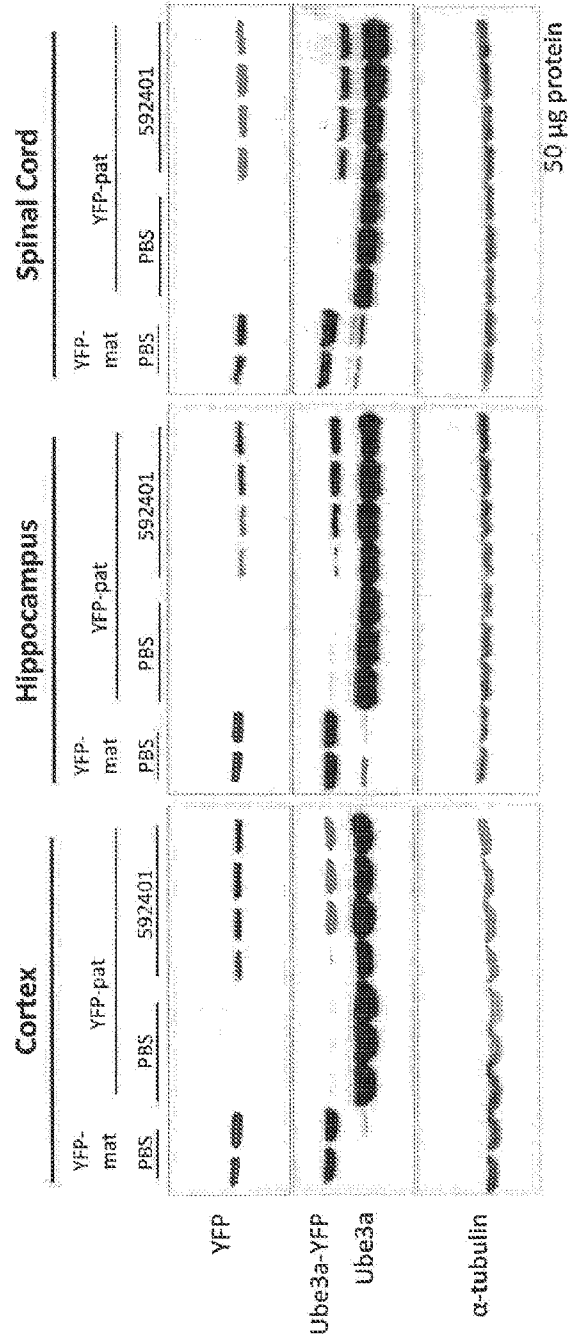 Cortex
Hippocampus
Spinal Cord
YFP-
mat
YFP-pat
YFP-
mat
YFP-pat
YFP-
mat
YFP-pat
PBS
PBS
592401
PBS
PBS
592401
PBS
PBS
592401
YFP
Ube3a-YFP
Ube3a
α-tubulin
50 µg protein